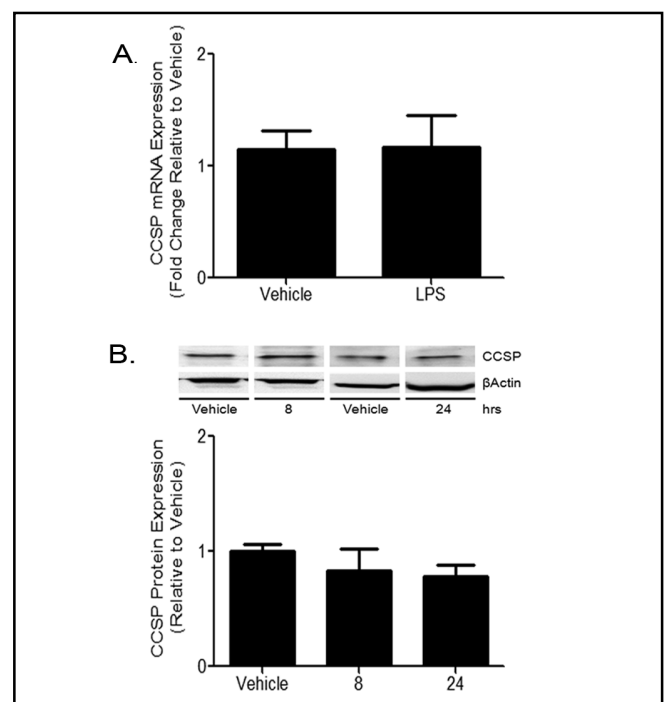 A.
CCSP mRNA Expression
(Fold Change Relative to Vehicle)
2
1
0
Vehicle LPS
B.
CCSP
βActin
Vehicle 8 Vehicle 24 hrs
CCSP Protein Expression
(Relative to Vehicle)
2
1
0
Vehicle 8 24